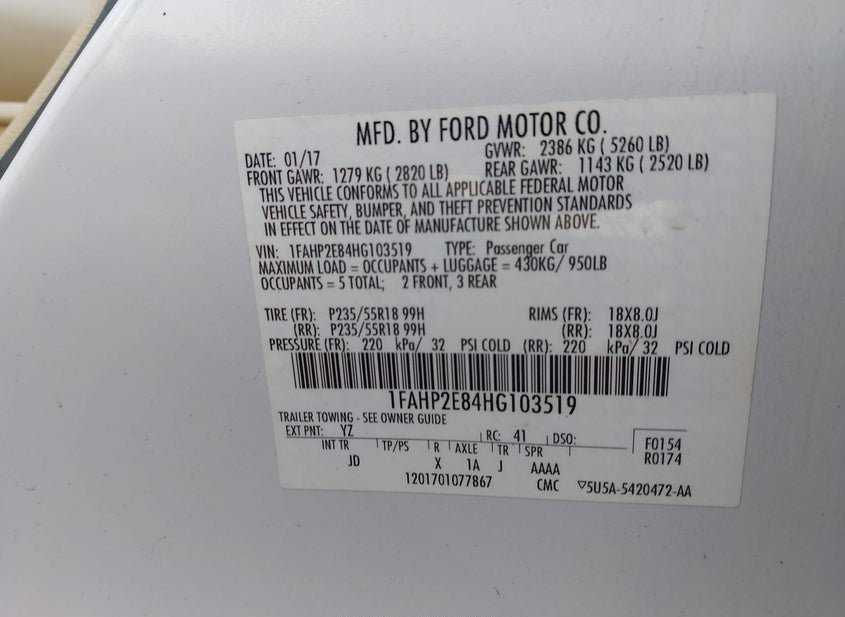 MFD. BY FORD MOTOR CO.
DATE: 01/17 GVWR: 2386 KG ( 5260 LB)
FRONT GAWR: 1279 KG ( 2820 LB) REAR GAWR: 1143 KG ( 2520 LB)
THIS VEHICLE CONFORMS TO ALL APPLICABLE FEDERAL MOTOR
VEHICLE SAFETY, BUMPER, AND THEFT PREVENTION STANDARDS
IN EFFECT ON THE DATE OF MANUFACTURE SHOWN ABOVE.
VIN: 1FAHP2E84HG103519 TYPE: Passenger Car
MAXIMUM LOAD = OCCUPANTS + LUGGAGE = 430KG/ 950LB
OCCUPANTS = 5 TOTAL; 2 FRONT, 3 REAR
TIRE (FR): P235/55R18 99H RIMS (FR): 18X8.0J
(RR): P235/55R18 99H (RR): 18X8.0J
PRESSURE (FR): 220 kPa/ 32 PSI COLD (RR): 220 kPa/ 32 PSI COLD
1FAHP2E84HG103519
TRAILER TOWING - SEE OWNER GUIDE
EXT PNT: YZ RC: 41 DSO: F0154
INT TR TP/PS R AXLE TR SPR R0174
JD X 1A J AAAA
1201701077867 CMC ▽5U5A-5420472-AA